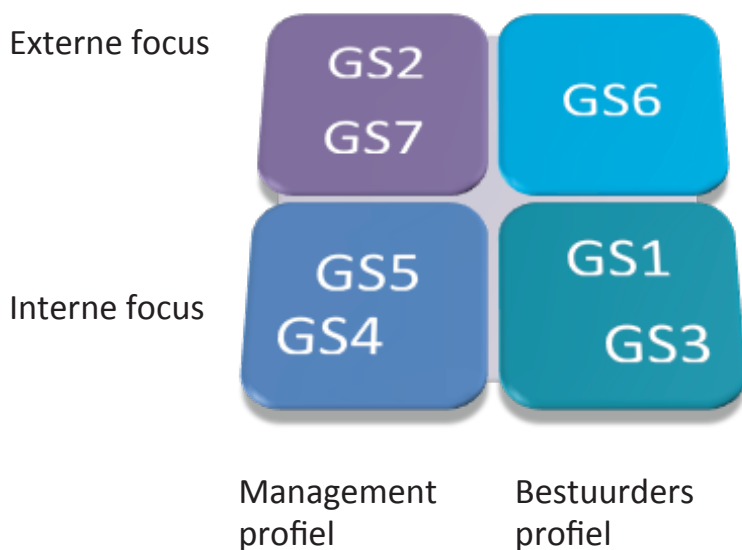 Externe focus
GS2
GS7
GS6
Interne focus
GS5
GS4
GS1
GS3
Management
profiel
Bestuurders
profiel